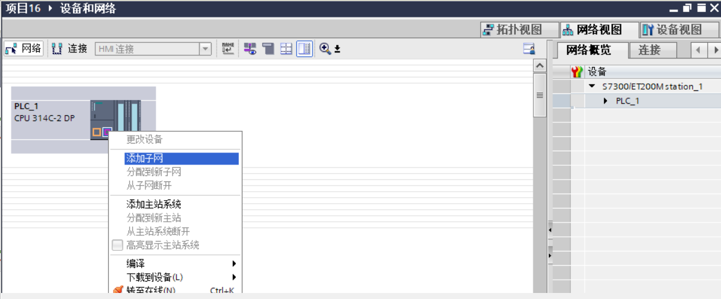 项目16 ▸ 设备和网络
拓扑视图 网络视图 设备视图
网络 连接 HMI 连接
网络概览 连接
设备
S7300/ET200M station_1
PLC_1
PLC_1
CPU 314C-2 DP
更改设备
添加子网
分配到新子网
从子网断开
添加主站系统
分配到新主站
从主站系统断开
高亮显示主站系统
编译
下载到设备(L)
转至在线(N) Ctrl+K